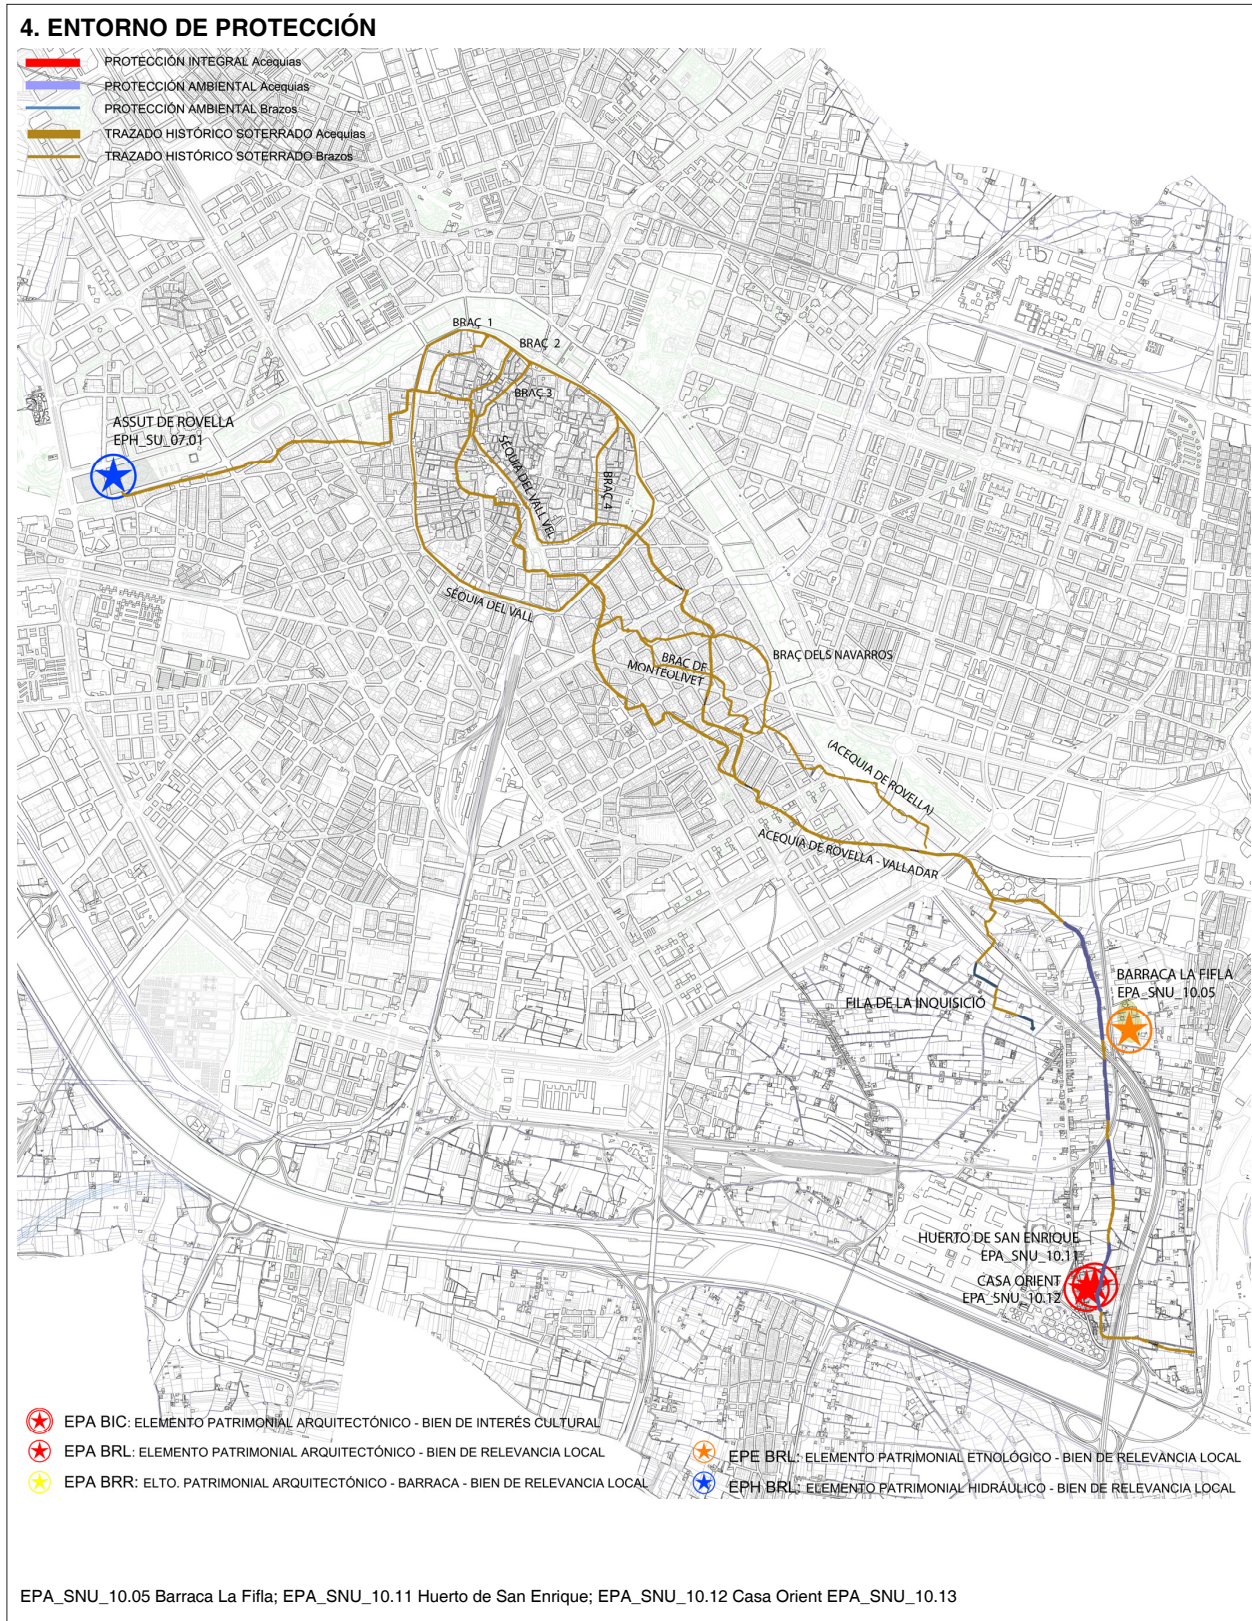 4. ENTORNO DE PROTECCIÓN
PROTECCIÓN INTEGRAL Acequias
PROTECCIÓN AMBIENTAL Acequias
PROTECCIÓN AMBIENTAL Brazos
TRAZADO HISTÓRICO SOTERRADO Acequias
TRAZADO HISTÓRICO SOTERRADO Brazos
BRAÇ 1
BRAÇ 2
BRAÇ 3
ASSUT DE ROVELLA
EPH_SU_07.01
SÉQUIA DEL VALL VELL
BRAÇ 4
SÉQUIA DEL VALL
BRAÇ DELS NAVARROS
BRAÇ DE
MONTEOLIVET
(ACEQUIA DE ROVELLA)
ACEQUIA DE ROVELLA - VALLADAR
BARRACA LA FIFLA
EPA_SNU_10.05
FILA DE LA INQUISICIÓ
HUERTO DE SAN ENRIQUE
EPA_SNU_10.11
CASA ORIENT
EPA_SNU_10.12
EPA BIC: ELEMENTO PATRIMONIAL ARQUITECTÓNICO - BIEN DE INTERÉS CULTURAL
EPA BRL: ELEMENTO PATRIMONIAL ARQUITECTÓNICO - BIEN DE RELEVANCIA LOCAL
EPA BRR: ELTO. PATRIMONIAL ARQUITECTÓNICO - BARRACA - BIEN DE RELEVANCIA LOCAL
EPE BRL: ELEMENTO PATRIMONIAL ETNOLÓGICO - BIEN DE RELEVANCIA LOCAL
EPH BRL: ELEMENTO PATRIMONIAL HIDRÁULICO - BIEN DE RELEVANCIA LOCAL
EPA_SNU_10.05 Barraca La Fifla; EPA_SNU_10.11 Huerto de San Enrique; EPA_SNU_10.12 Casa Orient EPA_SNU_10.13